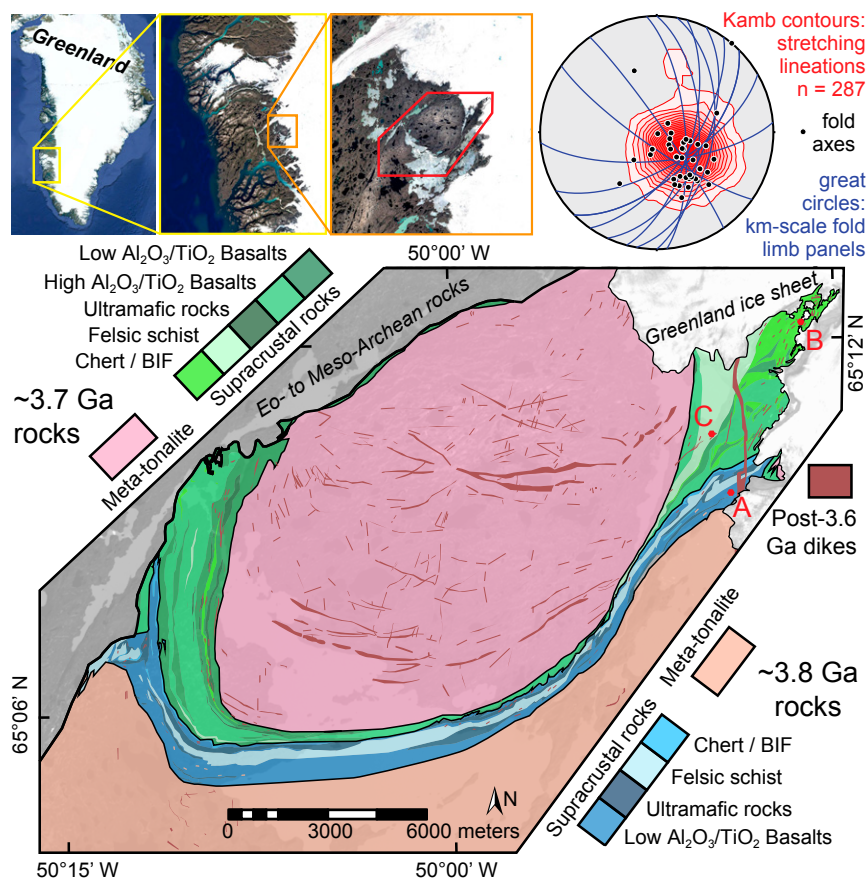 Greenland
Kamb contours:
stretching
lineations
n = 287
fold
axes
great
circles:
km-scale fold
limb panels
50°00’ W
Low Al₂O₃/TiO₂ Basalts
High Al₂O₃/TiO₂ Basalts
Ultramafic rocks
Felsic schist
Chert / BIF
Supracrustal rocks
~3.7 Ga
rocks
Meta-tonalite
Eo- to Meso-Archean rocks
Greenland ice sheet
65°12’ N
B
C
A
Post-3.6
Ga dikes
65°06’ N
Meta-tonalite
~3.8 Ga
rocks
Supracrustal rocks
Chert / BIF
Felsic schist
Ultramafic rocks
Low Al₂O₃/TiO₂ Basalts
N
0 3000 6000 meters
50°15’ W
50°00’ W